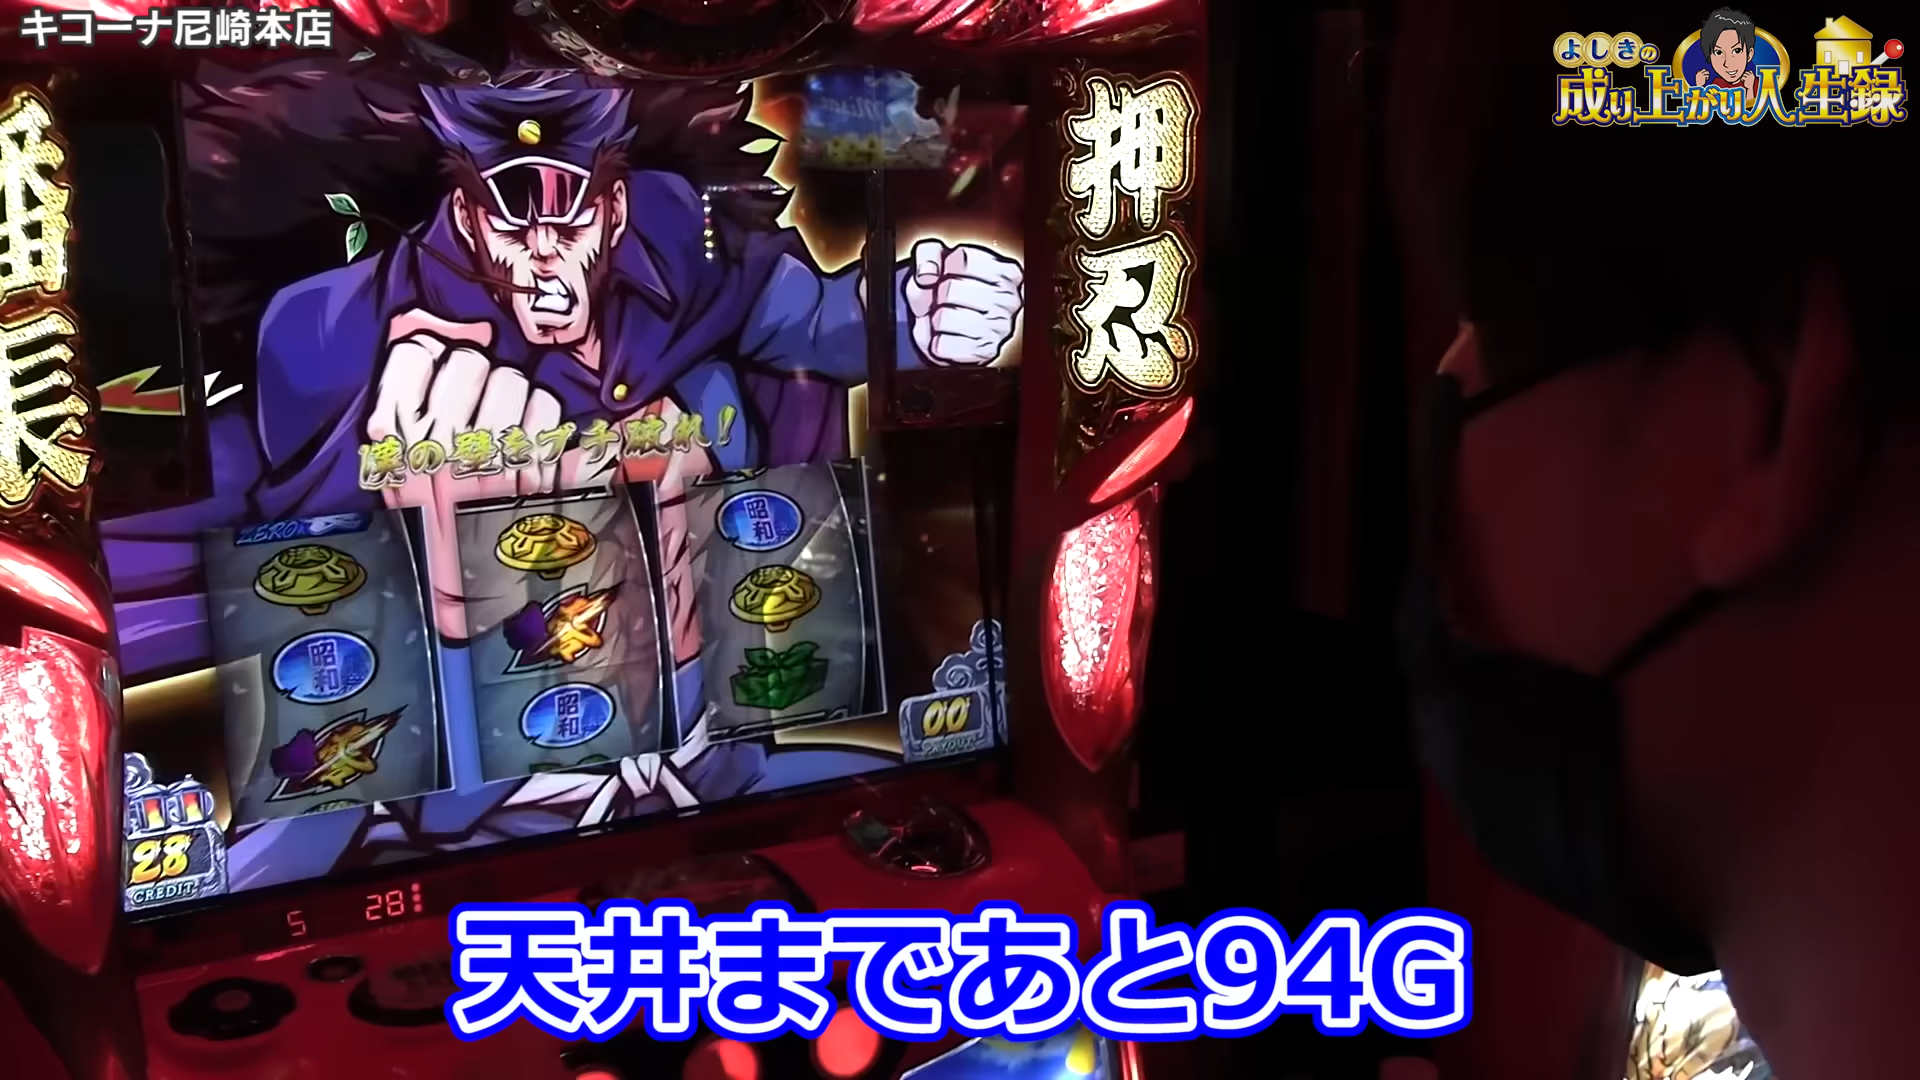 キコーナ尼崎本店
よしきの
成り上がり人生録
番長
押忍
漢の壁をブチ破れ!
ZERO
昭和
昭和
昭和
00
PAYOUT
28
CREDIT
5 28
天井まであと94G